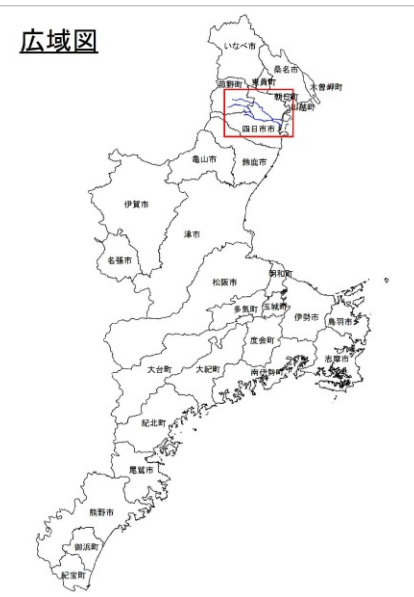 広域図
いなべ市
桑名市
東員町
木曽岬町
菰野町
朝日町
川越町
四日市市
亀山市
鈴鹿市
伊賀市
津市
名張市
松阪市
明和町
多気町
玉城町
伊勢市
鳥羽市
度会町
志摩市
大台町
大紀町
南伊勢町
紀北町
尾鷲市
熊野市
御浜町
紀宝町